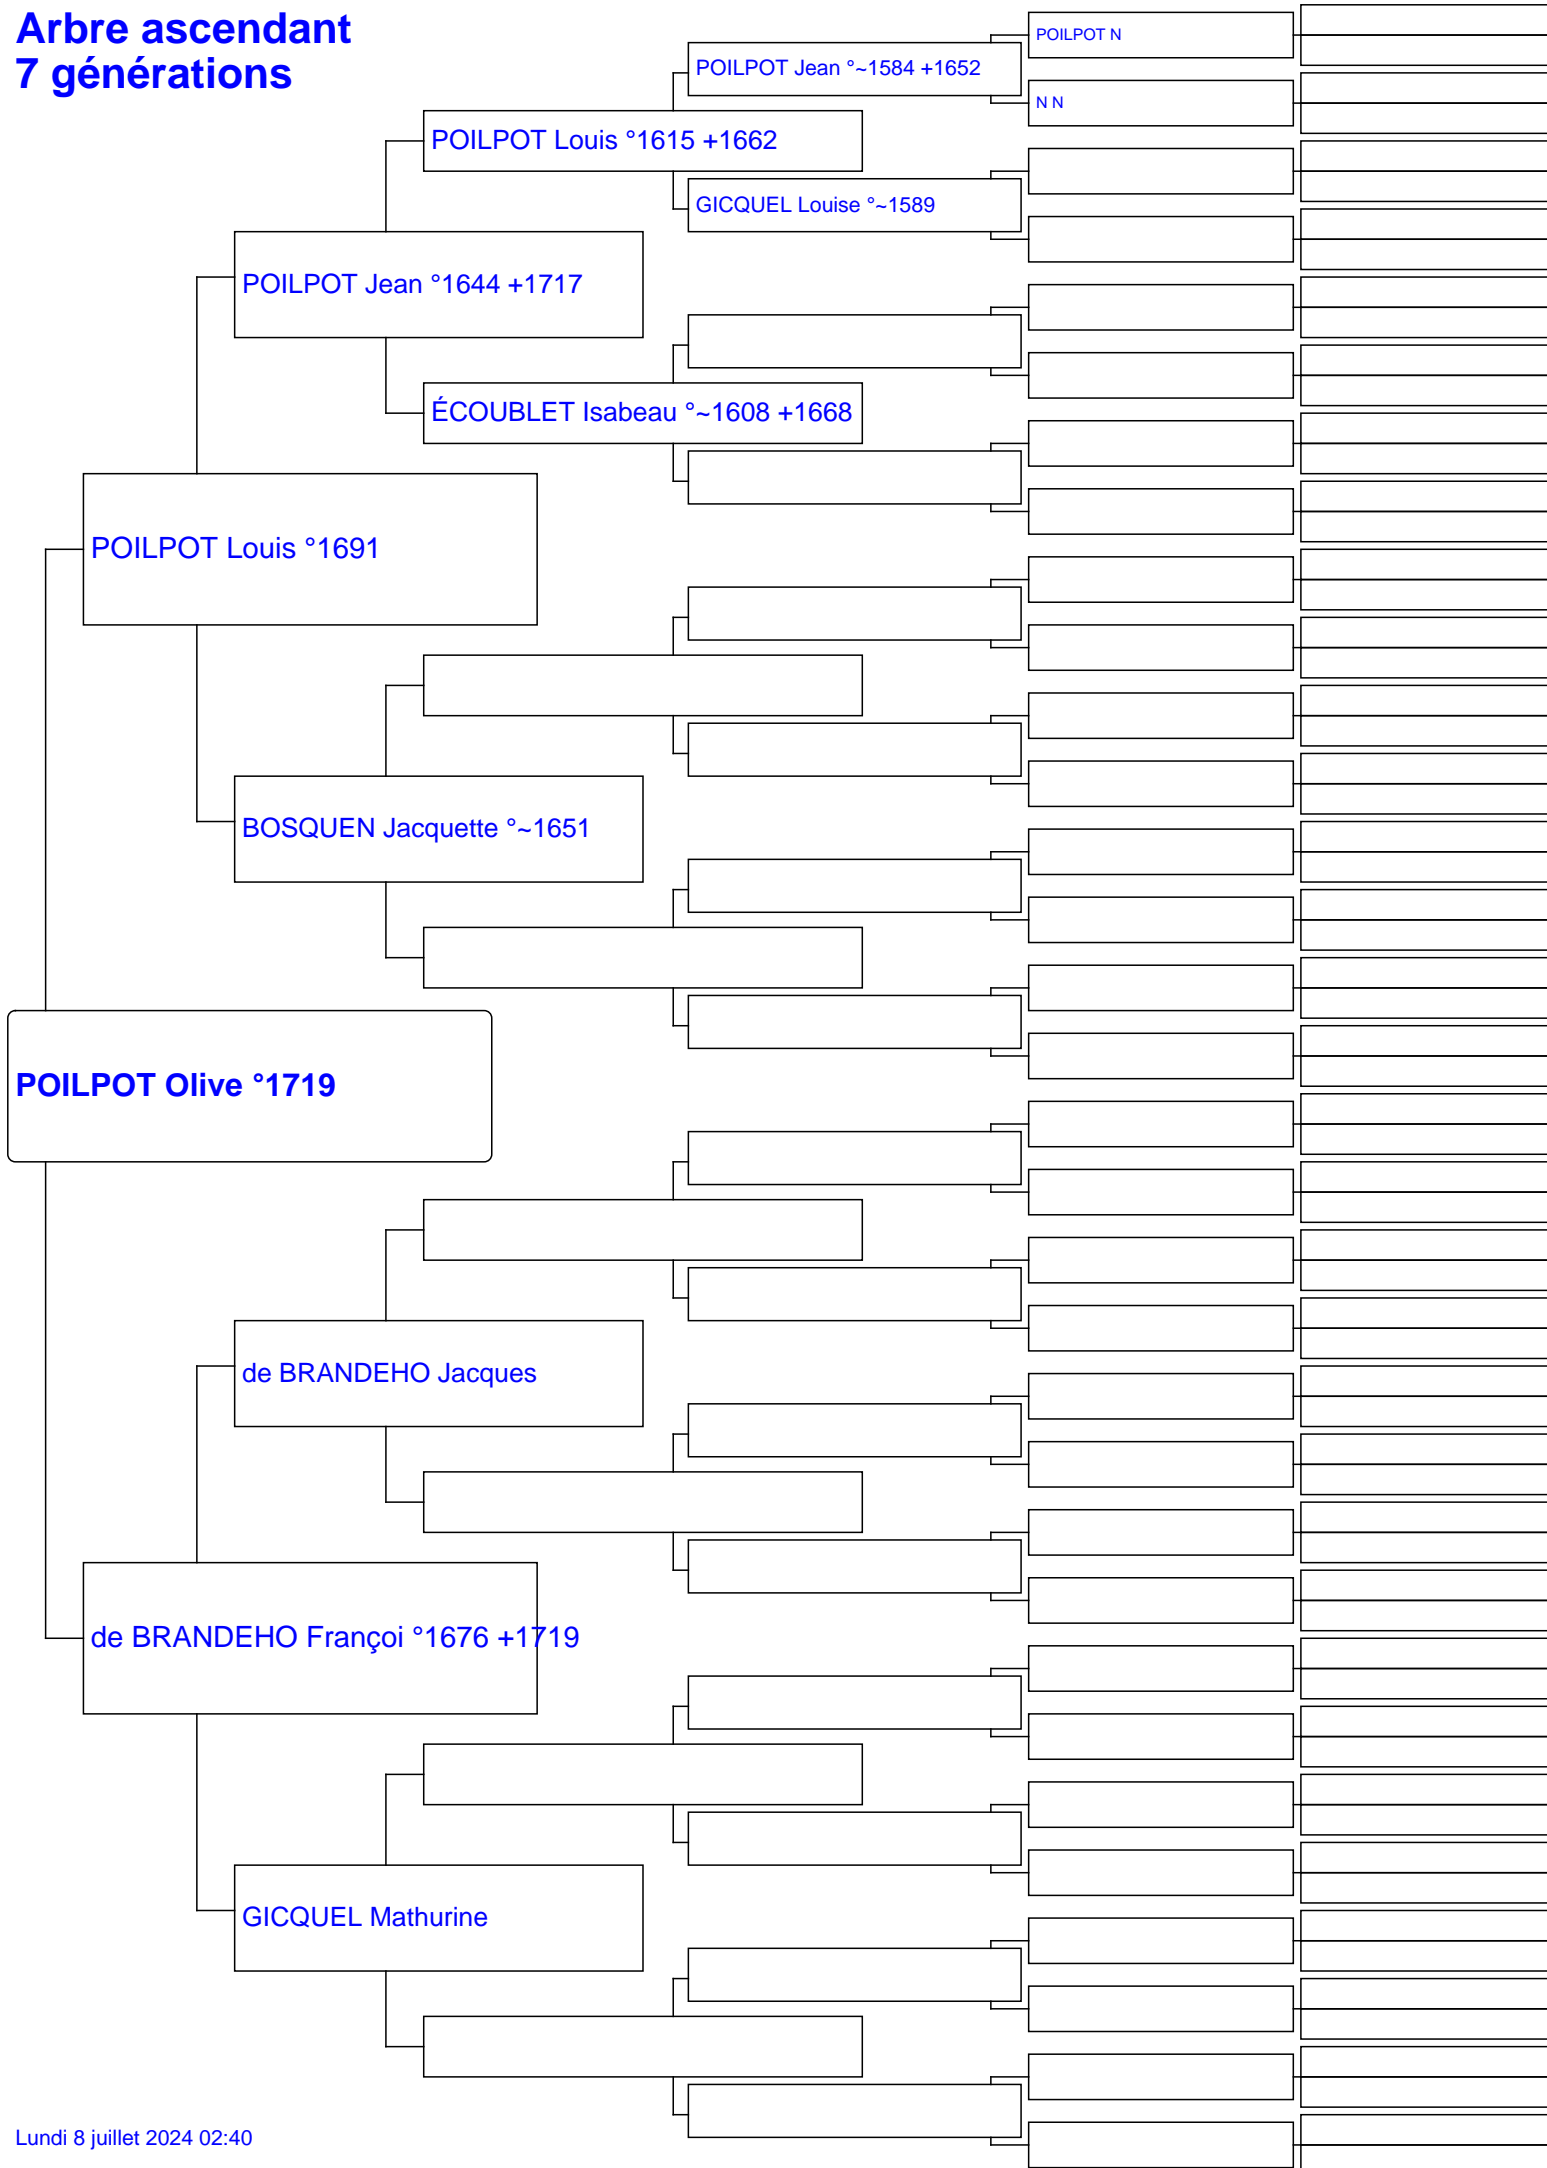 Arbre ascendant
7 générations
POILPOT N
POILPOT Jean °~1584 +1652
N N
POILPOT Louis °1615 +1662
GICQUEL Louise °~1589
POILPOT Jean °1644 +1717
ÉCOUBLET Isabeau °~1608 +1668
POILPOT Louis °1691
BOSQUEN Jacquette °~1651
POILPOT Olive °1719
de BRANDEHO Jacques
de BRANDEHO Françoi °1676 +1719
GICQUEL Mathurine
Lundi 8 juillet 2024 02:40